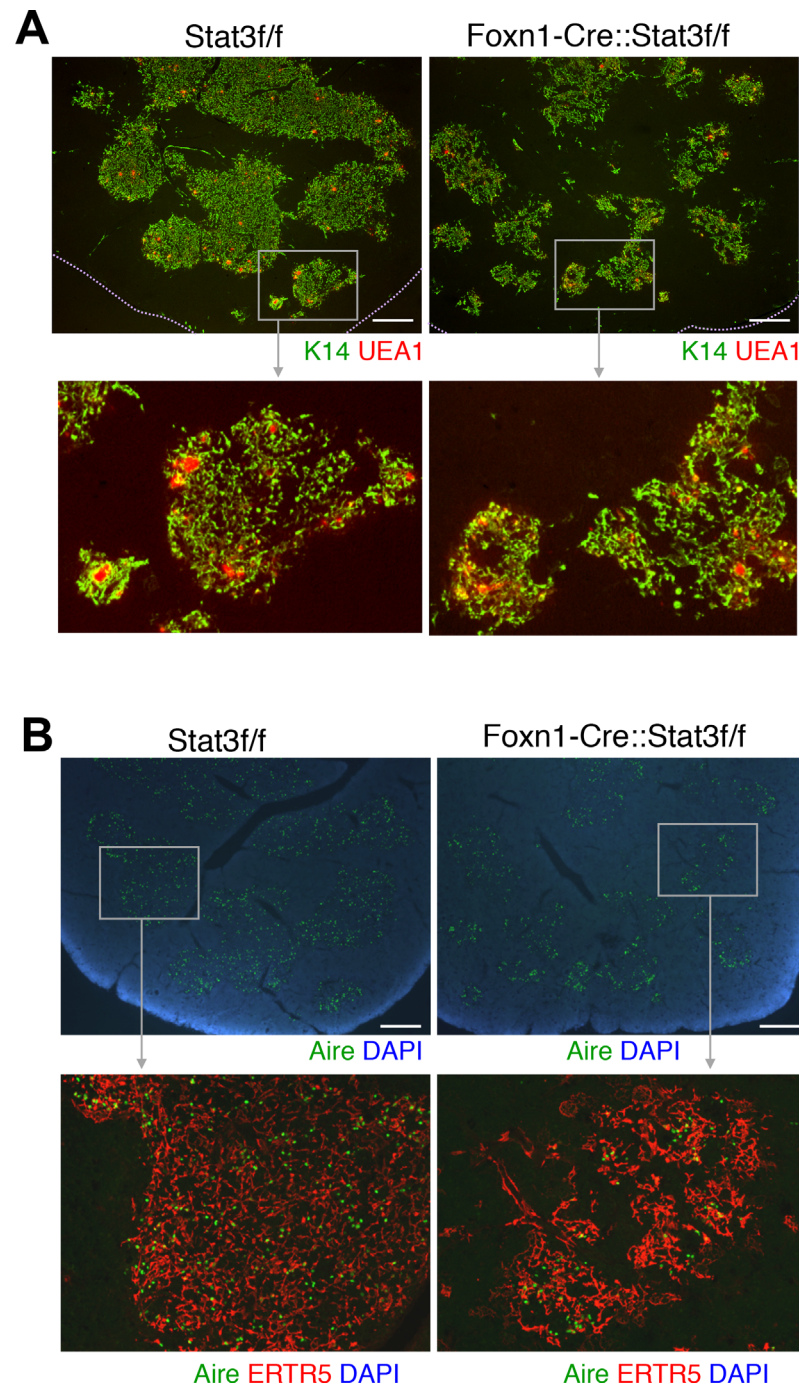 A
Stat3f/f
Foxn1-Cre::Stat3f/f
K14 UEA1
K14 UEA1
B
Stat3f/f
Foxn1-Cre::Stat3f/f
Aire DAPI
Aire DAPI
Aire ERTR5 DAPI
Aire ERTR5 DAPI